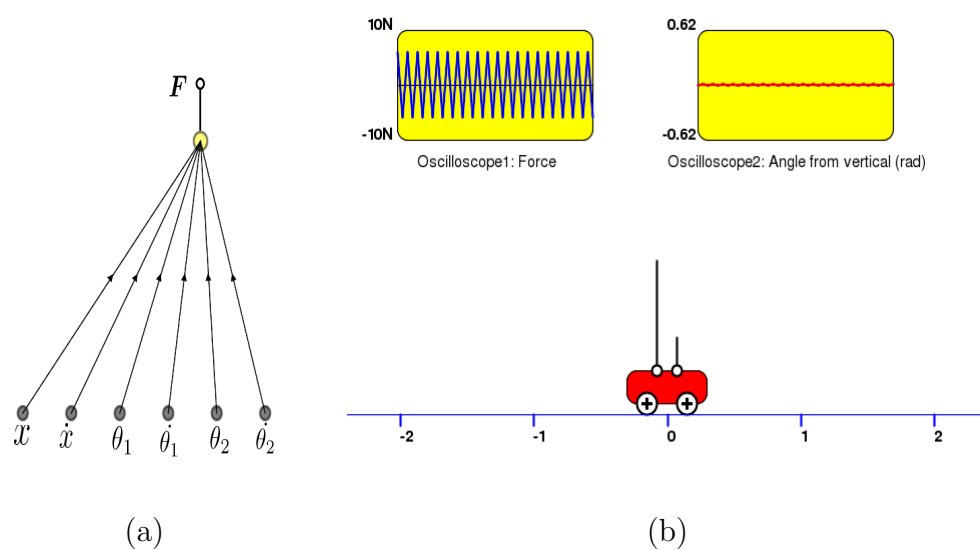 F
x ẋ θ₁ θ̇₁ θ₂ θ̇₂
(a)
10N
-10N
Oscilloscope1: Force
0.62
-0.62
Oscilloscope2: Angle from vertical (rad)
-2 -1 0 1 2
(b)